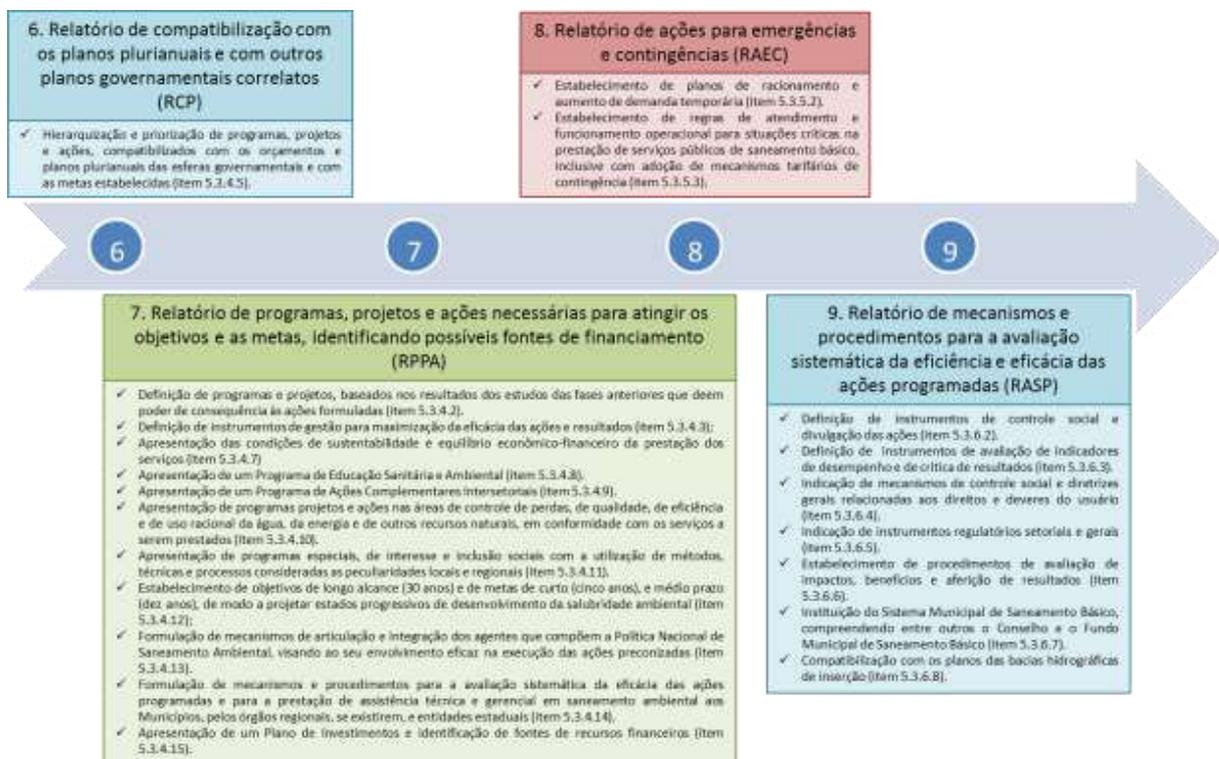 6. Relatório de compatibilização com
os planos plurianuais e com outros
planos governamentais correlatos
(RCP)
✓ Hierarquização e priorização de programas, projetos
e ações, compatibilizados com os orçamentos e
planos plurianuais das esferas governamentais e com
as metas estabelecidas (item 5.3.4.5).
8. Relatório de ações para emergências
e contingências (RAEC)
✓ Estabelecimento de planos de racionamento e
aumento de demanda temporária (item 5.3.5.2).
✓ Estabelecimento de regras de atendimento e
funcionamento operacional para situações críticas na
prestação de serviços públicos de saneamento básico,
inclusive com adoção de mecanismos tarifários de
contingência (item 5.3.5.3).
6
7
8
9
7. Relatório de programas, projetos e ações necessárias para atingir os
objetivos e as metas, identificando possíveis fontes de financiamento
(RPPA)
✓ Definição de programas e projetos, baseados nos resultados dos estudos das fases anteriores que deem
poder de consequência às ações formuladas (item 5.3.4.2).
✓ Definição de instrumentos de gestão para maximização da eficácia das ações e resultados (item 5.3.4.3);
✓ Apresentação das condições de sustentabilidade e equilíbrio econômico-financeiro da prestação dos
serviços (item 5.3.4.7)
✓ Apresentação de um Programa de Educação Sanitária e Ambiental (item 5.3.4.8).
✓ Apresentação de um Programa de Ações Complementares Intersetoriais (item 5.3.4.9).
✓ Apresentação de programas projetos e ações nas áreas de controle de perdas, de qualidade, de eficiência
e de uso racional da água, da energia e de outros recursos naturais, em conformidade com os serviços a
serem prestados (item 5.3.4.10).
✓ Apresentação de programas especiais, de interesse e inclusão sociais com a utilização de métodos,
técnicas e processos consideradas as peculiaridades locais e regionais (item 5.3.4.11).
✓ Estabelecimento de objetivos de longo alcance (30 anos) e de metas de curto (cinco anos), e médio prazo
(dez anos), de modo a projetar estados progressivos de desenvolvimento da salubridade ambiental (item
5.3.4.12);
✓ Formulação de mecanismos de articulação e integração dos agentes que compõem a Política Nacional de
Saneamento Ambiental, visando ao seu envolvimento eficaz na execução das ações preconizadas (item
5.3.4.13).
✓ Formulação de mecanismos e procedimentos para a avaliação sistemática da eficácia das ações
programadas e para a prestação de assistência técnica e gerencial em saneamento ambiental aos
Municípios, pelos órgãos regionais, se existirem, e entidades estaduais (item 5.3.4.14).
✓ Apresentação de um Plano de Investimentos e identificação de fontes de recursos financeiros (item
5.3.4.15).
9. Relatório de mecanismos e
procedimentos para a avaliação
sistemática da eficiência e eficácia das
ações programadas (RASP)
✓ Definição de instrumentos de controle social e
divulgação das ações (item 5.3.6.2).
✓ Definição de instrumentos de avaliação de indicadores
de desempenho e de crítica de resultados (item 5.3.6.3).
✓ Indicação de mecanismos de controle social e diretrizes
gerais relacionadas aos direitos e deveres do usuário
(item 5.3.6.4).
✓ Indicação de instrumentos regulatórios setoriais e gerais
(item 5.3.6.5).
✓ Estabelecimento de procedimentos de avaliação de
impactos, benefícios e aferição de resultados (item
5.3.6.6).
✓ Instituição do Sistema Municipal de Saneamento Básico,
compreendendo entre outros o Conselho e o Fundo
Municipal de Saneamento Básico (item 5.3.6.7).
✓ Compatibilização com os planos das bacias hidrográficas
de inserção (item 5.3.6.8).